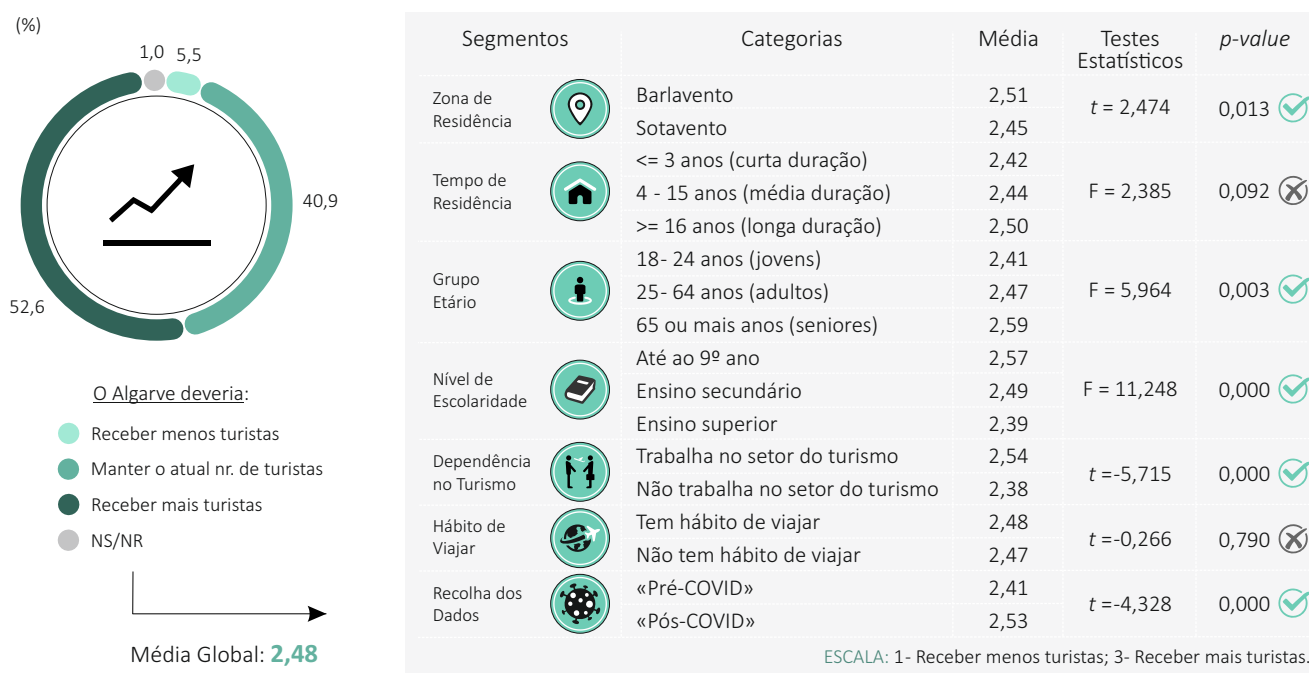 (%)
1,0
5,5
40,9
52,6
O Algarve deveria:
Receber menos turistas
Manter o atual nr. de turistas
Receber mais turistas
NS/NR
Média Global: 2,48
Segmentos Categorias Média Testes Estatísticos p-value
Zona de Residência
Barlavento 2,51
Sotavento 2,45
t = 2,474 0,013
Tempo de Residência
<= 3 anos (curta duração) 2,42
4 - 15 anos (média duração) 2,44
>= 16 anos (longa duração) 2,50
F = 2,385 0,092
Grupo Etário
18- 24 anos (jovens) 2,41
25- 64 anos (adultos) 2,47
65 ou mais anos (seniores) 2,59
F = 5,964 0,003
Nível de Escolaridade
Até ao 9º ano 2,57
Ensino secundário 2,49
Ensino superior 2,39
F = 11,248 0,000
Dependência no Turismo
Trabalha no setor do turismo 2,54
Não trabalha no setor do turismo 2,38
t =-5,715 0,000
Hábito de Viajar
Tem hábito de viajar 2,48
Não tem hábito de viajar 2,47
t =-0,266 0,790
Recolha dos Dados
«Pré-COVID» 2,41
«Pós-COVID» 2,53
t =-4,328 0,000
ESCALA: 1- Receber menos turistas; 3- Receber mais turistas.